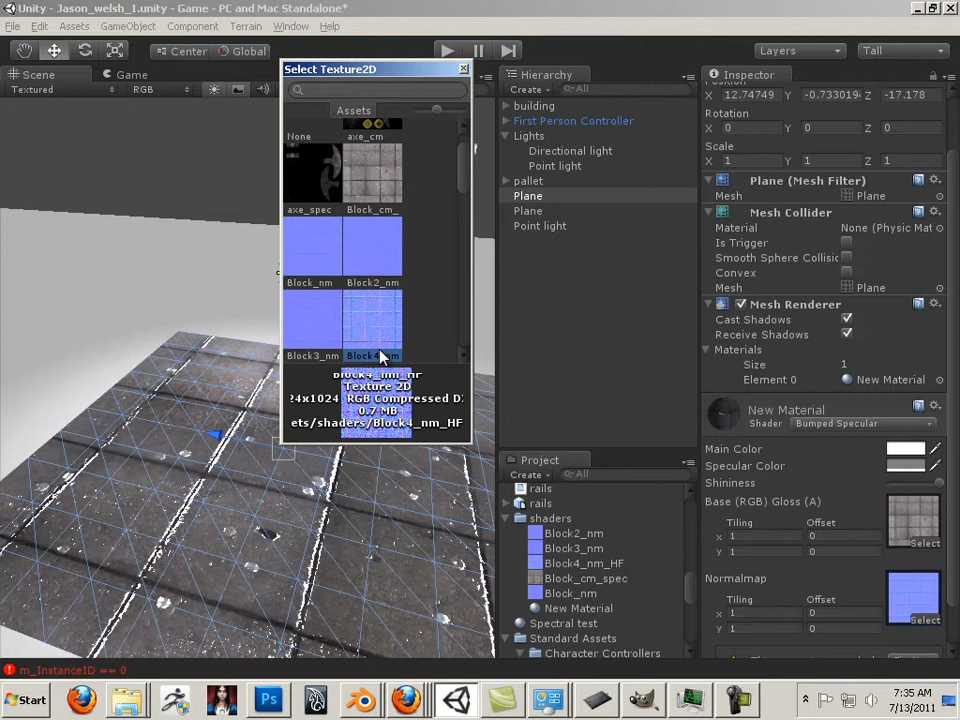 Unity - Jason_welsh_1.unity - Game - PC and Mac Standalone*
File Edit Assets GameObject Component Terrain Window Help
Center Global Layers Tall
Scene Game
Textured RGB
Select Texture2D
Assets
None axe_cm
axe_spec Block_cm_
Block_nm Block2_nm
Block3_nm
Block4_nm_HF
Texture 2D
24x1024 RGB Compressed D
0.7 MB
ets/shaders/Block4_nm_HF
Hierarchy
Create All
building
First Person Controller
Lights
Directional light
Point light
pallet
Plane
Plane
Point light
Project
Create All
rails
rails
shaders
Block2_nm
Block3_nm
Block4_nm_HF
Block_cm_spec
Block_nm
New Material
Spectral test
Standard Assets
Character Controllers
Inspector
Position
X 12.74749 Y -0.733019 Z -17.178
Rotation
X 0 Y 0 Z 0
Scale
X 1 Y 1 Z 1
Plane (Mesh Filter)
Mesh Plane
Mesh Collider
Material None (Physic Mat
Is Trigger
Smooth Sphere Collisic
Convex
Mesh Plane
Mesh Renderer
Cast Shadows
Receive Shadows
Materials
Size 1
Element 0 New Material
New Material
Shader Bumped Specular
Main Color
Specular Color
Shininess
Base (RGB) Gloss (A)
Tiling Offset
x 1 0
y 1 0
Select
Normalmap
Tiling Offset
x 1 0
y 1 0
Select
m_InstanceID == 0
Start
Ps
7:35 AM
7/13/2011